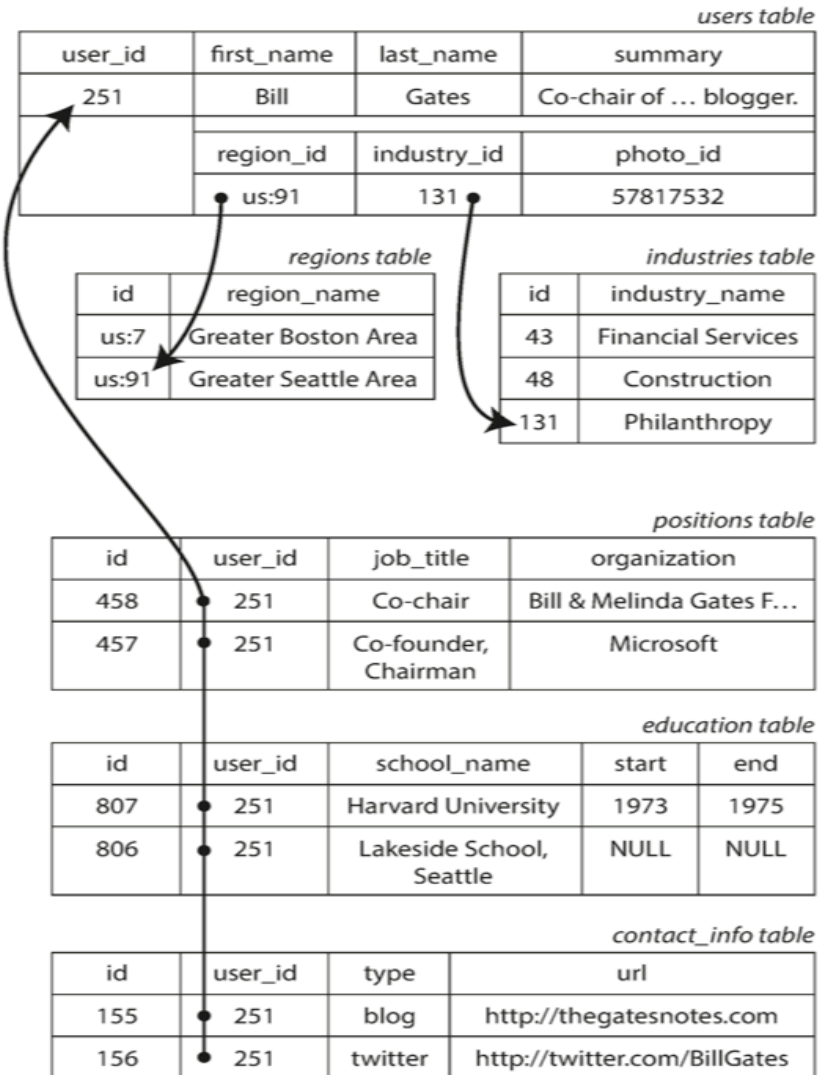 users table
user_id first_name last_name summary
251 Bill Gates Co-chair of … blogger.
region_id industry_id photo_id
us:91 131 57817532
regions table industries table
id region_name id industry_name
us:7 Greater Boston Area 43 Financial Services
us:91 Greater Seattle Area 48 Construction
131 Philanthropy
positions table
id user_id job_title organization
458 251 Co-chair Bill & Melinda Gates F…
457 251 Co-founder, Microsoft
Chairman
education table
id user_id school_name start end
807 251 Harvard University 1973 1975
806 251 Lakeside School, NULL NULL
Seattle
contact_info table
id user_id type url
155 251 blog http://thegatesnotes.com
156 251 twitter http://twitter.com/BillGates